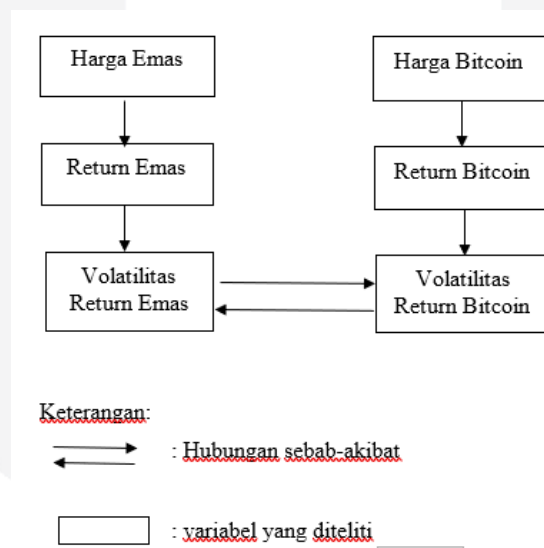 Harga Emas
Harga Bitcoin
Return Emas
Return Bitcoin
Volatilitas
Return Emas
Volatilitas
Return Bitcoin
Keterangan:
: Hubungan sebab-akibat
: variabel yang diteliti